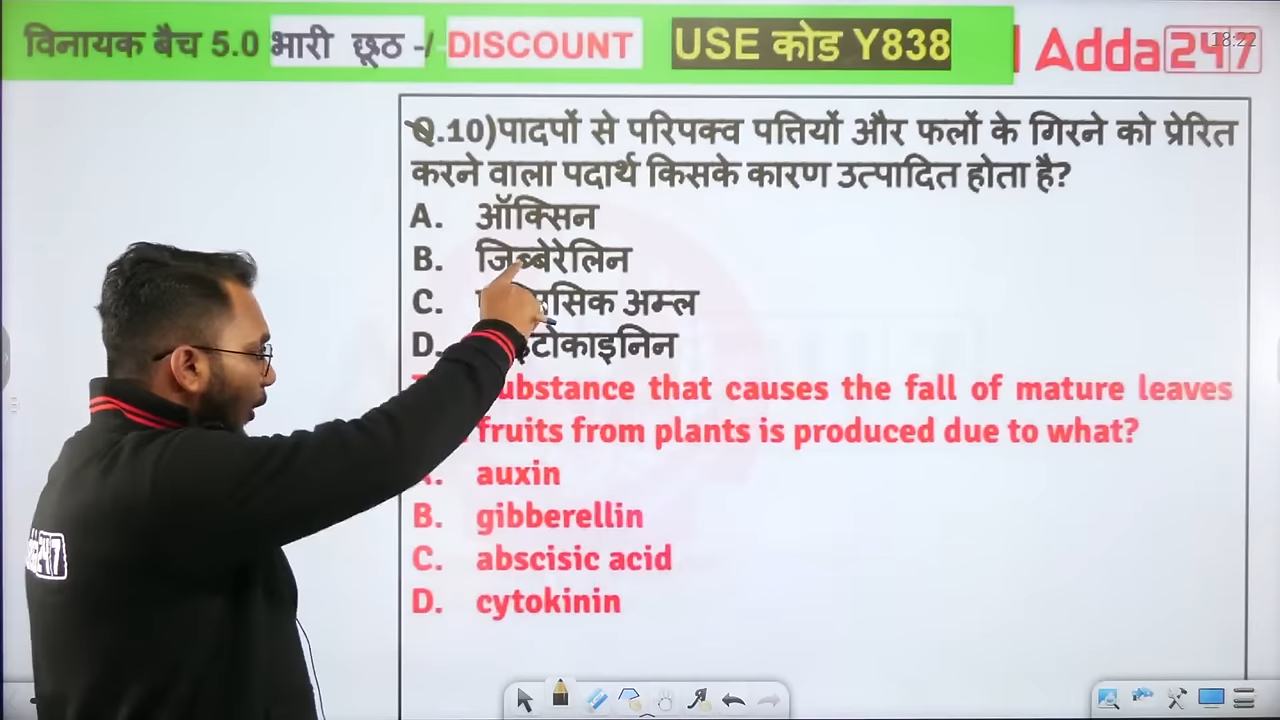 विनायक बैच 5.0 भारी छूठ -/ DISCOUNT USE कोड Y838 Adda247
18:22
Q.10)पादपों से परिपक्व पत्तियों और फलों के गिरने को प्रेरित
करने वाला पदार्थ किसके कारण उत्पादित होता है?
A. ऑक्सिन
B. जिब्बेरेलिन
C. अम्ल
D.
substance that causes the fall of mature leaves
fruits from plants is produced due to what?
auxin
B. gibberellin
C. abscisic acid
D. cytokinin
247